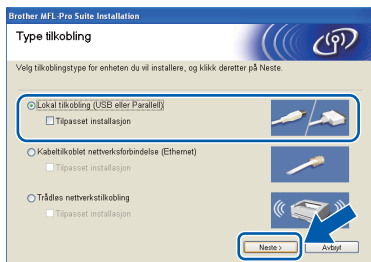 Brother MFL-Pro Suite Installation
Type tilkobling
Velg tilkoblingstype for enheten du vil installere, og klikk deretter på Neste.
Lokal tilkobling (USB eller Parallell)
Tilpasset installasjon
Kabeltilkoblet nettverksforbindelse (Ethernet)
Tilpasset installasjon
Trådløs nettverkstilkobling
Tilpasset installasjon
Neste >
Avbryt